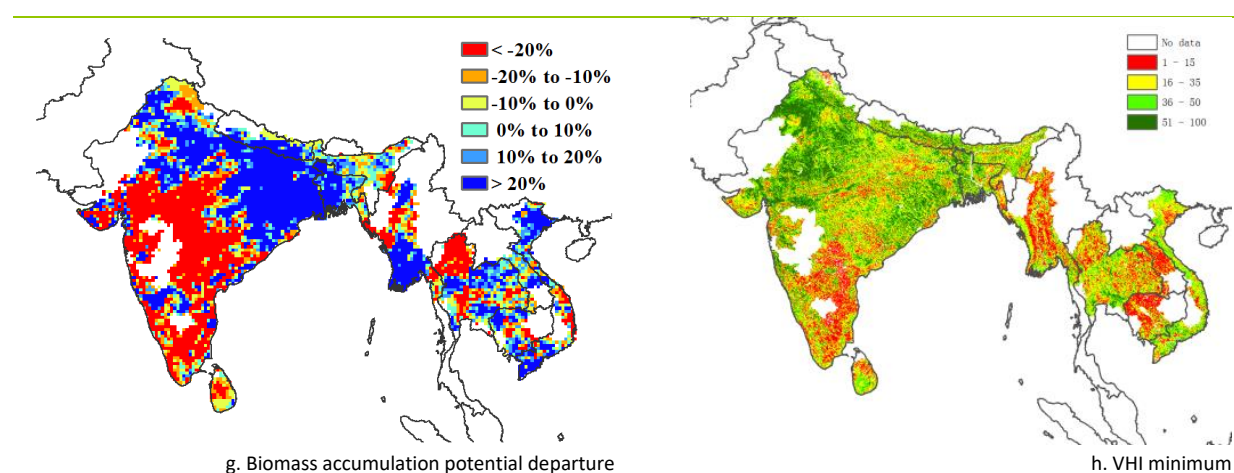 < -20%
-20% to -10%
-10% to 0%
0% to 10%
10% to 20%
> 20%
No data
1 - 15
16 - 35
36 - 50
51 - 100
g. Biomass accumulation potential departure
h. VHI minimum